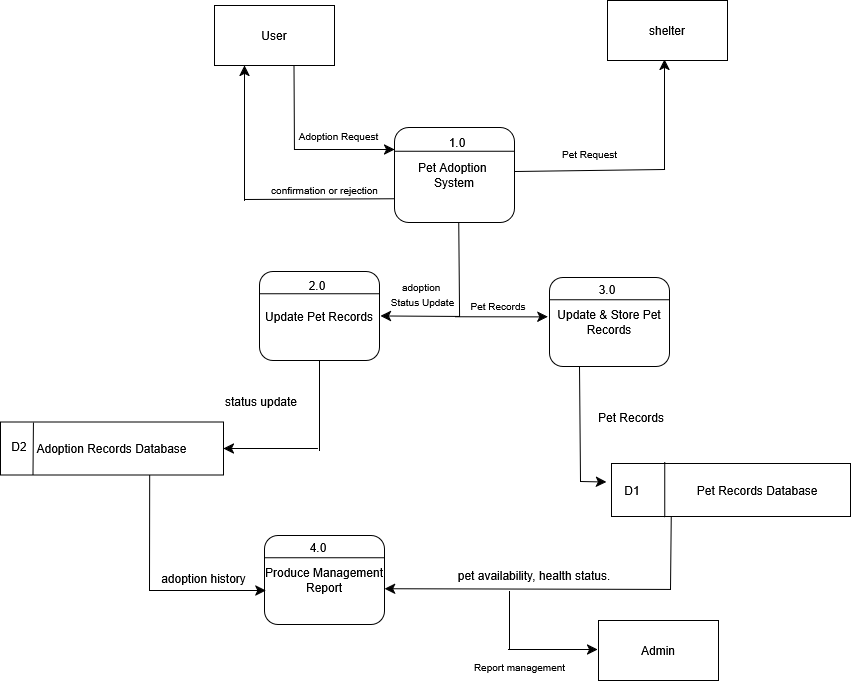 User
shelter
Adoption Request
1.0
Pet Adoption
System
Pet Request
confirmation or rejection
2.0
Update Pet Records
adoption
Status Update
Pet Records
3.0
Update & Store Pet
Records
status update
Pet Records
D2
Adoption Records Database
D1
Pet Records Database
4.0
Produce Management
Report
adoption history
pet availability, health status.
Report management
Admin